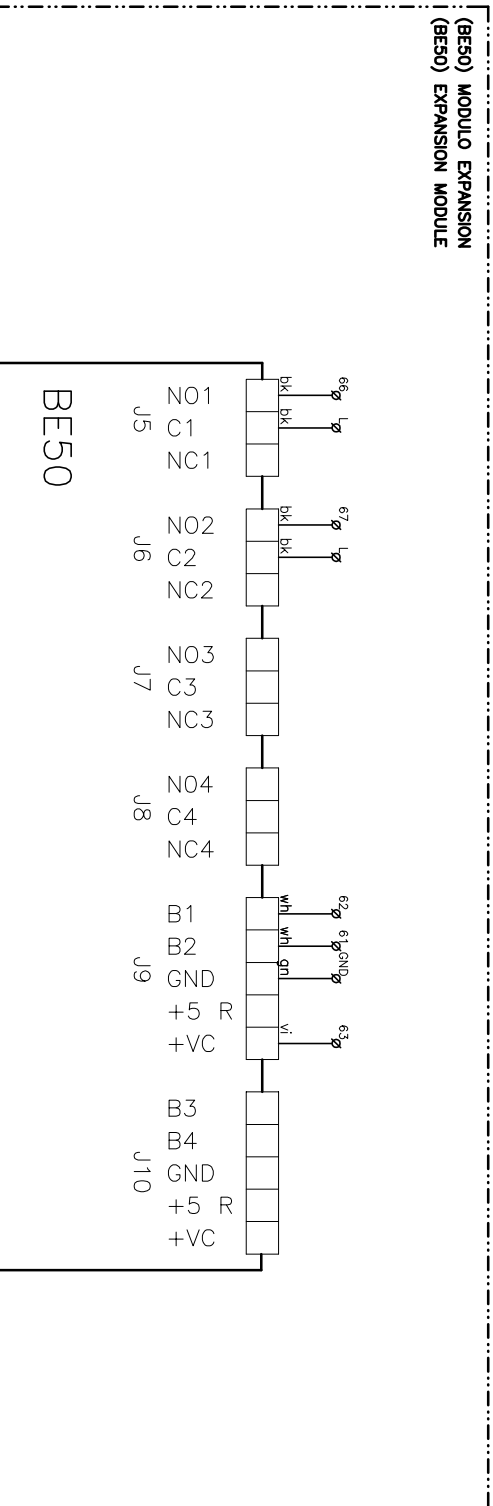 (BE50) MODULO EXPANSION
(BE50) EXPANSION MODULE
BE50
J5
NO1
bk
66
C1
bk
L
NC1
J6
NO2
bk
67
C2
bk
L
NC2
J7
NO3
C3
NC3
J8
NO4
C4
NC4
J9
B1
wh
62
B2
wh
61
GND
gn
GND
+5 R
+VC
vi
63
J10
B3
B4
GND
+5 R
+VC